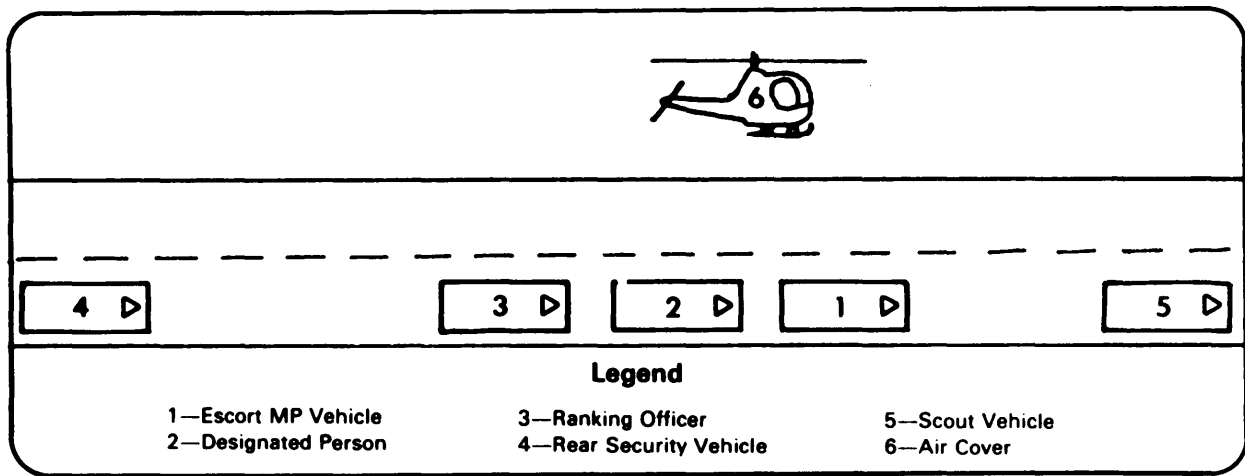 6
4 3 2 1 5
Legend
1—Escort MP Vehicle 3—Ranking Officer 5—Scout Vehicle
2—Designated Person 4—Rear Security Vehicle 6—Air Cover